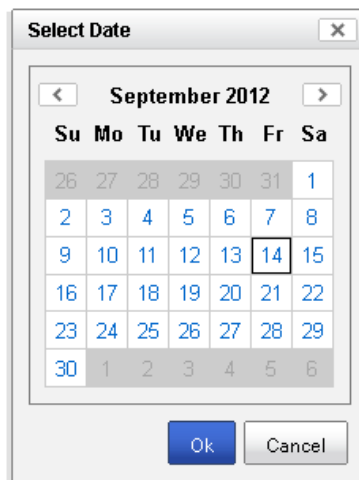 Select Date
September 2012
Su Mo Tu We Th Fr Sa
26 27 28 29 30 31 1
2 3 4 5 6 7 8
9 10 11 12 13 14 15
16 17 18 19 20 21 22
23 24 25 26 27 28 29
30 1 2 3 4 5 6
Ok Cancel